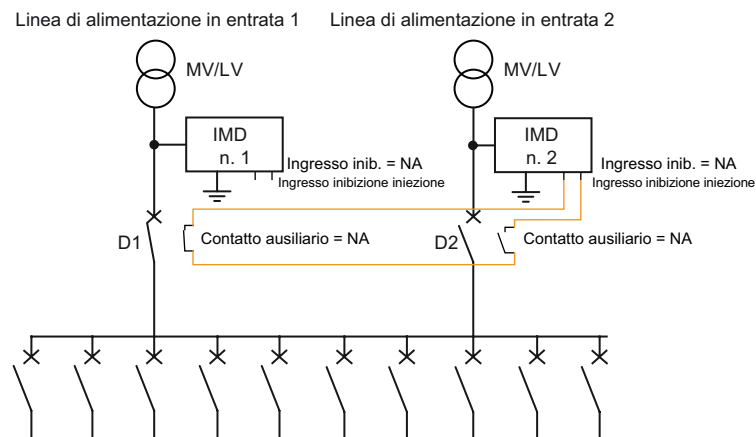 Linea di alimentazione in entrata 1
Linea di alimentazione in entrata 2
MV/LV
MV/LV
IMD
n. 1
Ingresso inib. = NA
Ingresso inibizione iniezione
IMD
n. 2
Ingresso inib. = NA
Ingresso inibizione iniezione
D1
Contatto ausiliario = NA
D2
Contatto ausiliario = NA